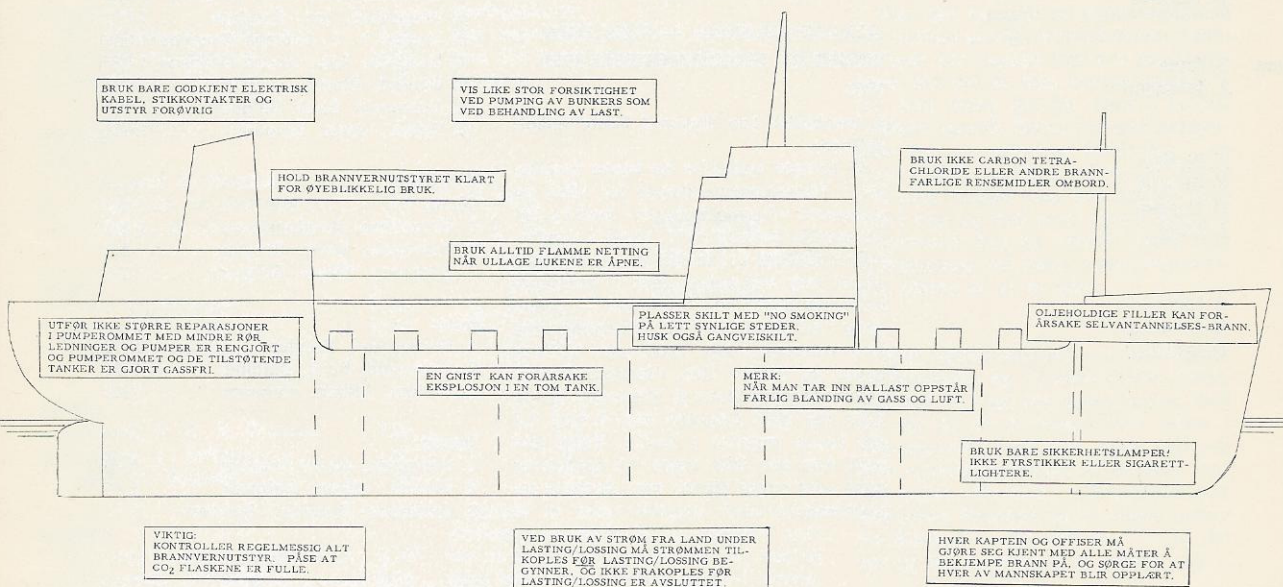 BRUK BARE GODKJENT ELEKTRISK
KABEL, STIKKONTAKTER OG
UTSTYR FORØVRIG
VIS LIKE STOR FORSIKTIGHET
VED PUMPING AV BUNKERS SOM
VED BEHANDLING AV LAST.
HOLD BRANNVERNUTSTYRET KLART
FOR ØYEBLIKKELIG BRUK.
BRUK IKKE CARBON TETRA-
CHLORIDE ELLER ANDRE BRANN-
FARLIGE RENSEMIDLER OMBORD.
BRUK ALLTID FLAMME NETTING
NÅR ULLAGE LUKENE ER ÅPNE.
UTFØR IKKE STØRRE REPARASJONER
I PUMPEROMMET MED MINDRE RØR
LEDNINGER OG PUMPER ER RENGJORT
OG PUMPEROMMET OG DE TILSTØTENDE
TANKER ER GJORT GASSFRI.
PLASSER SKILT MED "NO SMOKING"
PÅ LETT SYNLIGE STEDER.
HUSK OGSÅ GANGVEISKILT.
OLJEHOLDIGE FILLER KAN FOR-
ÅRSAKE SELVANTANNELSES-BRANN.
EN GNIST KAN FORÅRSAKE
EKSPLOSJON I EN TOM TANK.
MERK:
NÅR MAN TAR INN BALLAST OPPSTÅR
FARLIG BLANDING AV GASS OG LUFT.
BRUK BARE SIKKERHETSLAMPER!
IKKE FYRSTIKKER ELLER SIGARETT-
LIGHTERE.
VIKTIG:
KONTROLLER REGELMESSIG ALT
BRANNVERNUTSTYR. PÅSE AT
CO₂ FLASKENE ER FULLE.
VED BRUK AV STRØM FRA LAND UNDER
LASTING/LOSSING MÅ STRØMMEN TIL-
KOPLES FØR LASTING/LOSSING BE-
GYNNER, OG IKKE FRAKOPLES FØR
LASTING/LOSSING ER AVSLUTTET.
HVER KAPTEIN OG OFFISER MÅ
GJØRE SEG KJENT MED ALLE MÅTER Å
BEKJEMPE BRANN PÅ, OG SØRGE FOR AT
HVER AV MANNSKAPET BLIR OPPLÆRT.